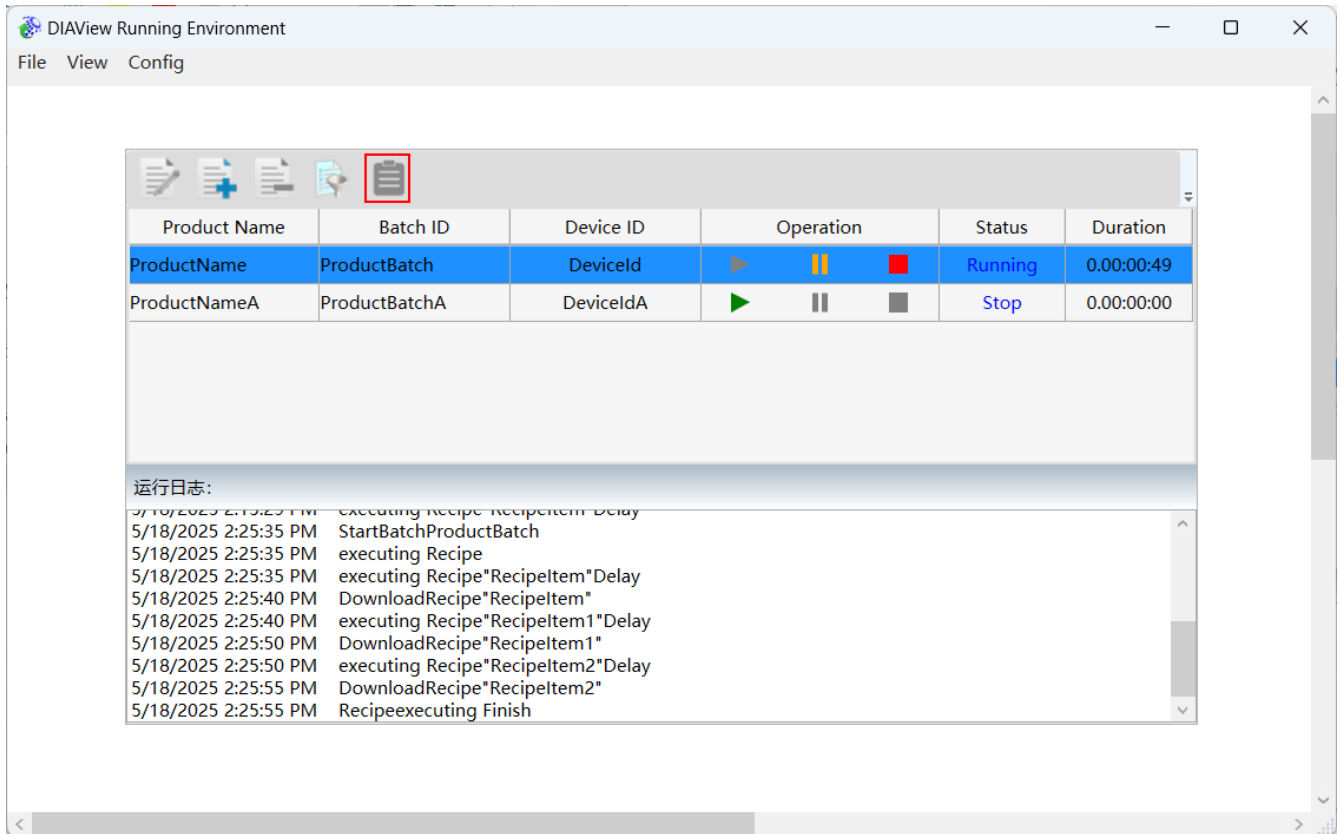 DIAView Running Environment
File View Config
Product Name Batch ID Device ID Operation Status Duration
ProductName ProductBatch DeviceId Running 0.00:00:49
ProductNameA ProductBatchA DeviceIdA Stop 0.00:00:00
运行日志:
5/18/2025 2:25:35 PM StartBatchProductBatch
5/18/2025 2:25:35 PM executing Recipe
5/18/2025 2:25:35 PM executing Recipe"RecipeItem"Delay
5/18/2025 2:25:40 PM DownloadRecipe"RecipeItem"
5/18/2025 2:25:40 PM executing Recipe"RecipeItem1"Delay
5/18/2025 2:25:50 PM DownloadRecipe"RecipeItem1"
5/18/2025 2:25:50 PM executing Recipe"RecipeItem2"Delay
5/18/2025 2:25:55 PM DownloadRecipe"RecipeItem2"
5/18/2025 2:25:55 PM Recipeexecuting Finish